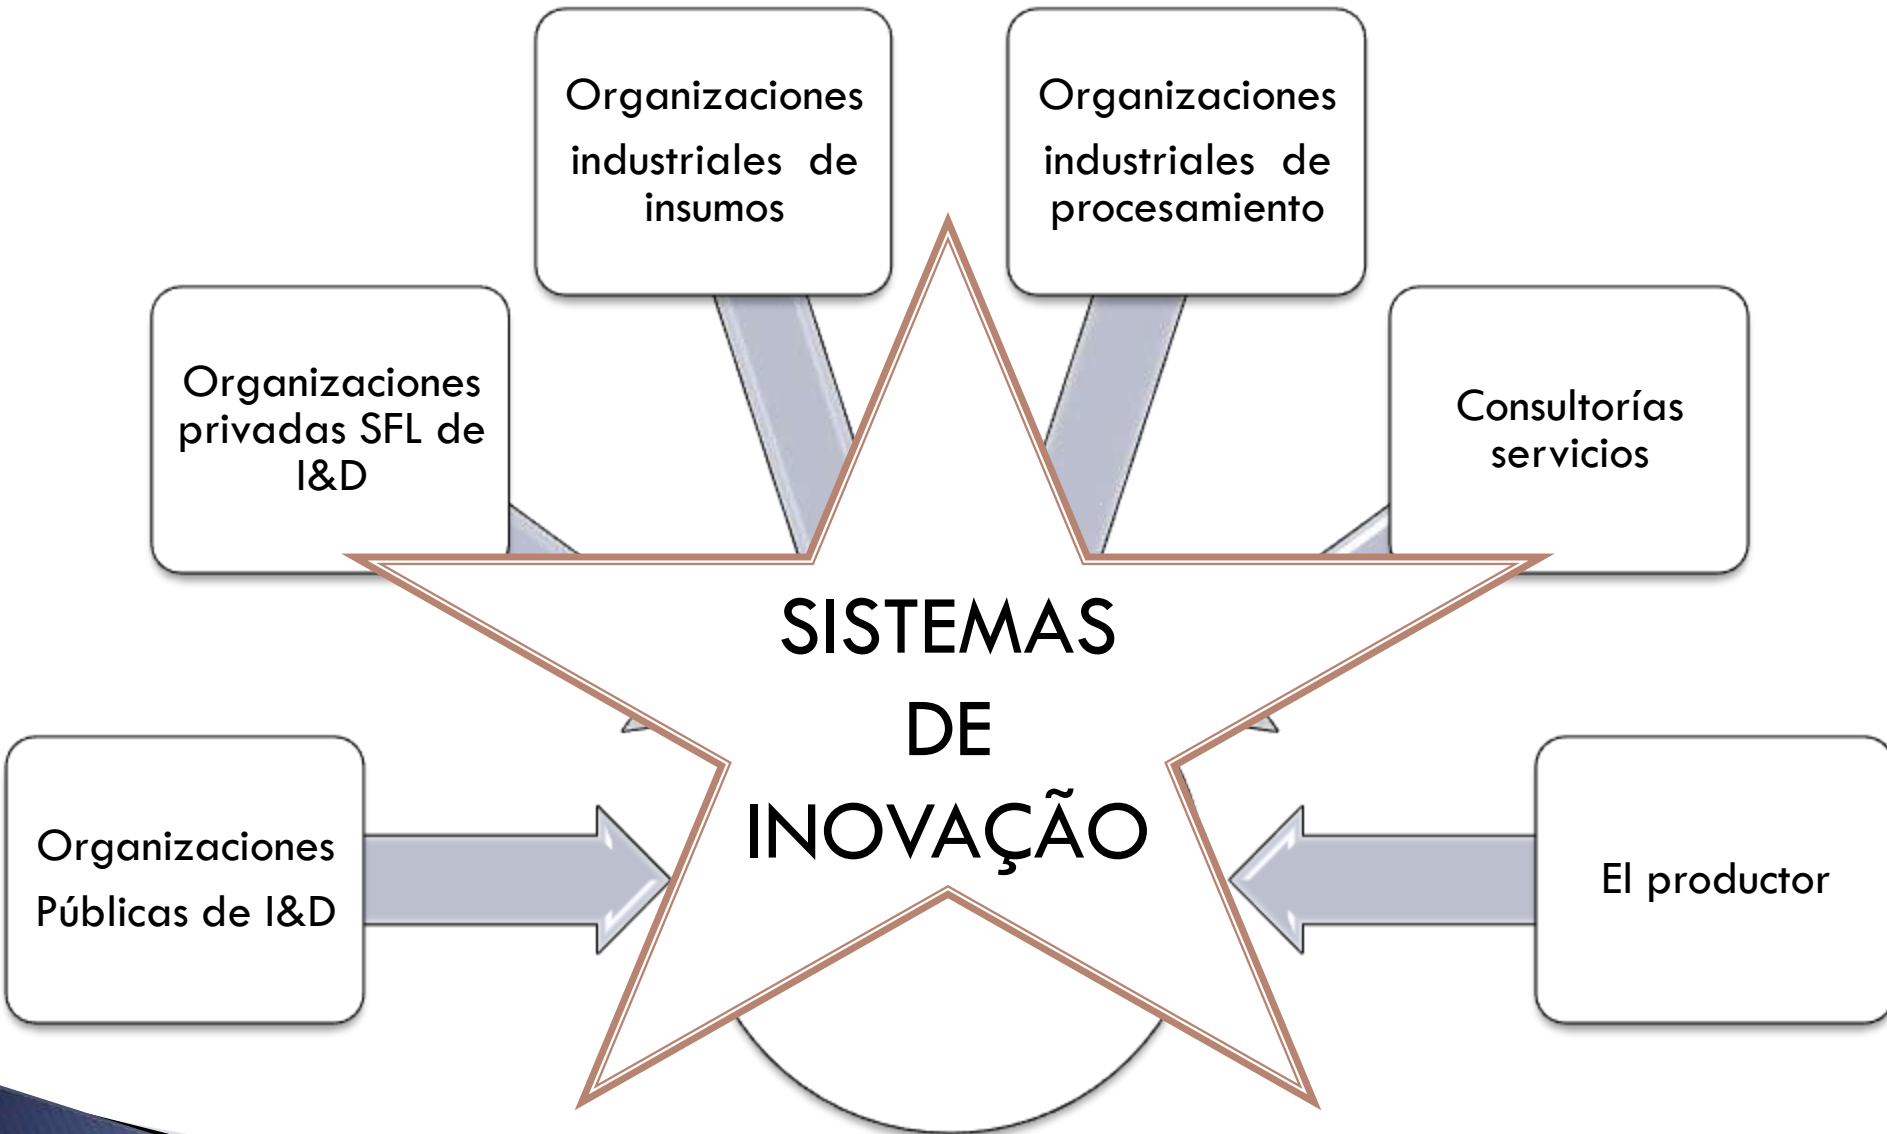 Organizaciones
industriales de
insumos
Organizaciones
industriales de
procesamiento
Organizaciones
privadas SFL de
I&D
Consultorías
servicios
SISTEMAS
DE
INOVAÇÃO
Organizaciones
Públicas de I&D
El productor